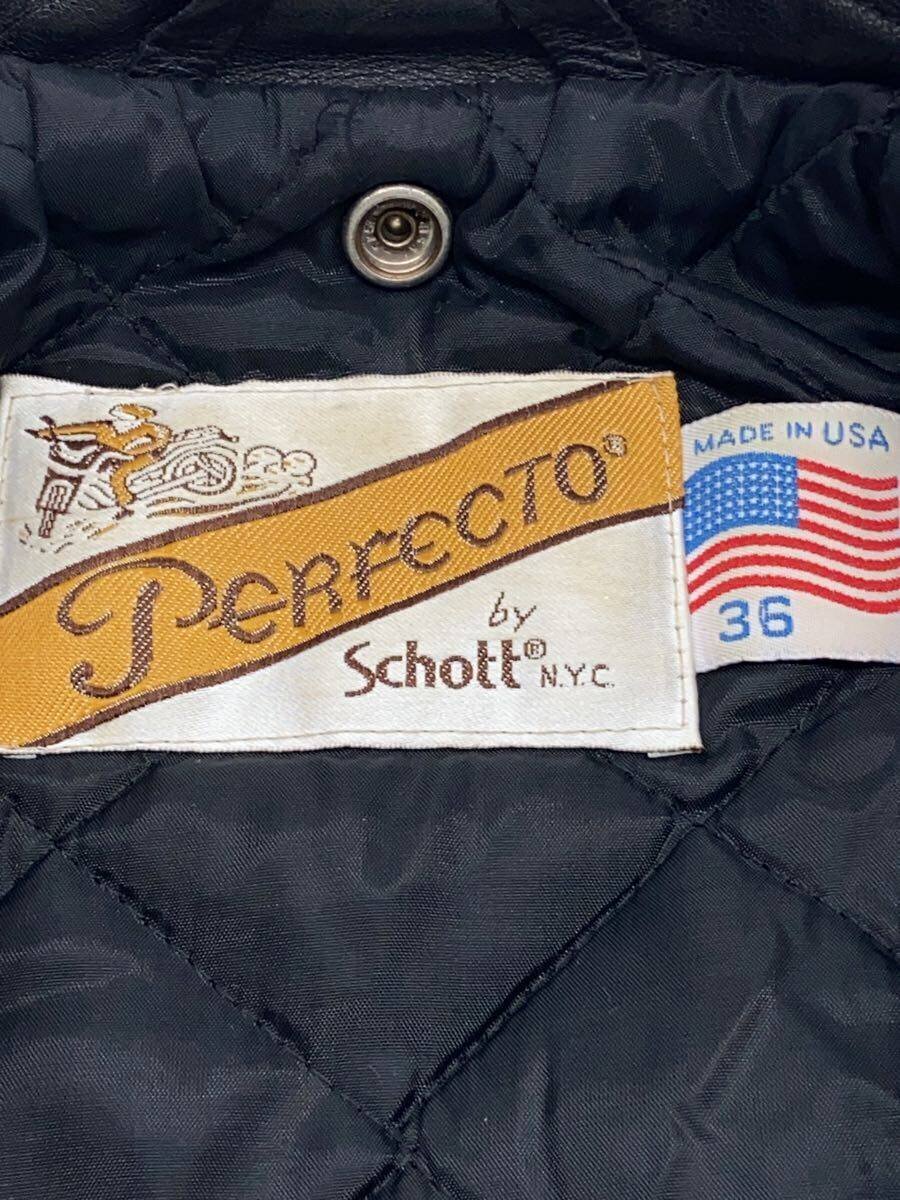 PERFECTO®
by
Schott®
N.Y.C.
MADE IN USA
36